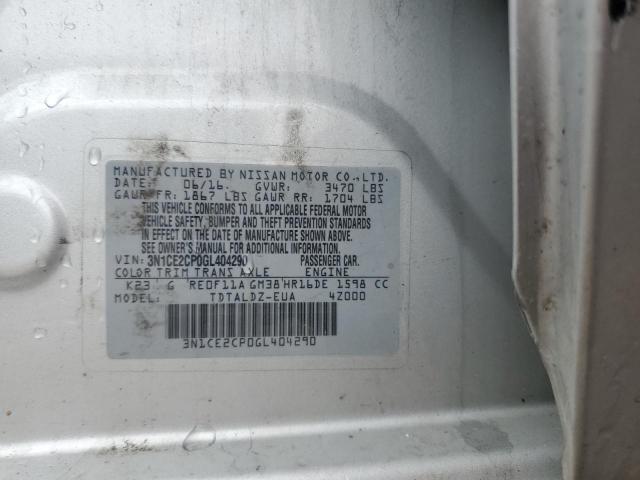 MANUFACTURED BY NISSAN MOTOR CO.,LTD.
DATE: 06/16. GVWR: 3470 LBS
GAWR FR: 1867 LBS GAWR RR: 1704 LBS
THIS VEHICLE CONFORMS TO ALL APPLICABLE FEDERAL MOTOR
VEHICLE SAFETY, BUMPER AND THEFT PREVENTION STANDARDS
IN EFFECT ON THE DATE OF MANUFACTURE SHOWN ABOVE.
SEE OWNER'S MANUAL FOR ADDITIONAL INFORMATION.
VIN: 3N1CE2CP0GL404290 PASSENGER CAR.
COLOR TRIM TRANS AXLE ENGINE
K23 G RE0F11A GM38 HR16DE 1598 CC
MODEL: TDTALDZ-EUA 4Z000
3N1CE2CP0GL404290